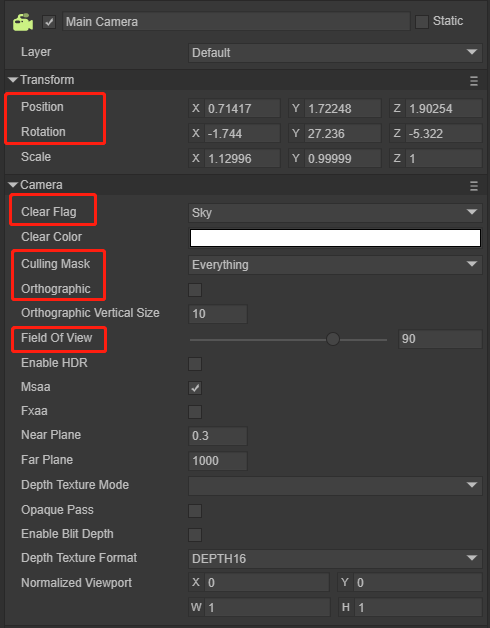 Main Camera Static
Layer Default
Transform
Position X 0.71417 Y 1.72248 Z 1.90254
Rotation X -1.744 Y 27.236 Z -5.322
Scale X 1.12996 Y 0.99999 Z 1
Camera
Clear Flag Sky
Clear Color
Culling Mask Everything
Orthographic
Orthographic Vertical Size 10
Field Of View 90
Enable HDR
Msaa
Fxaa
Near Plane 0.3
Far Plane 1000
Depth Texture Mode
Opaque Pass
Enable Blit Depth
Depth Texture Format DEPTH16
Normalized Viewport X 0 Y 0
W 1 H 1